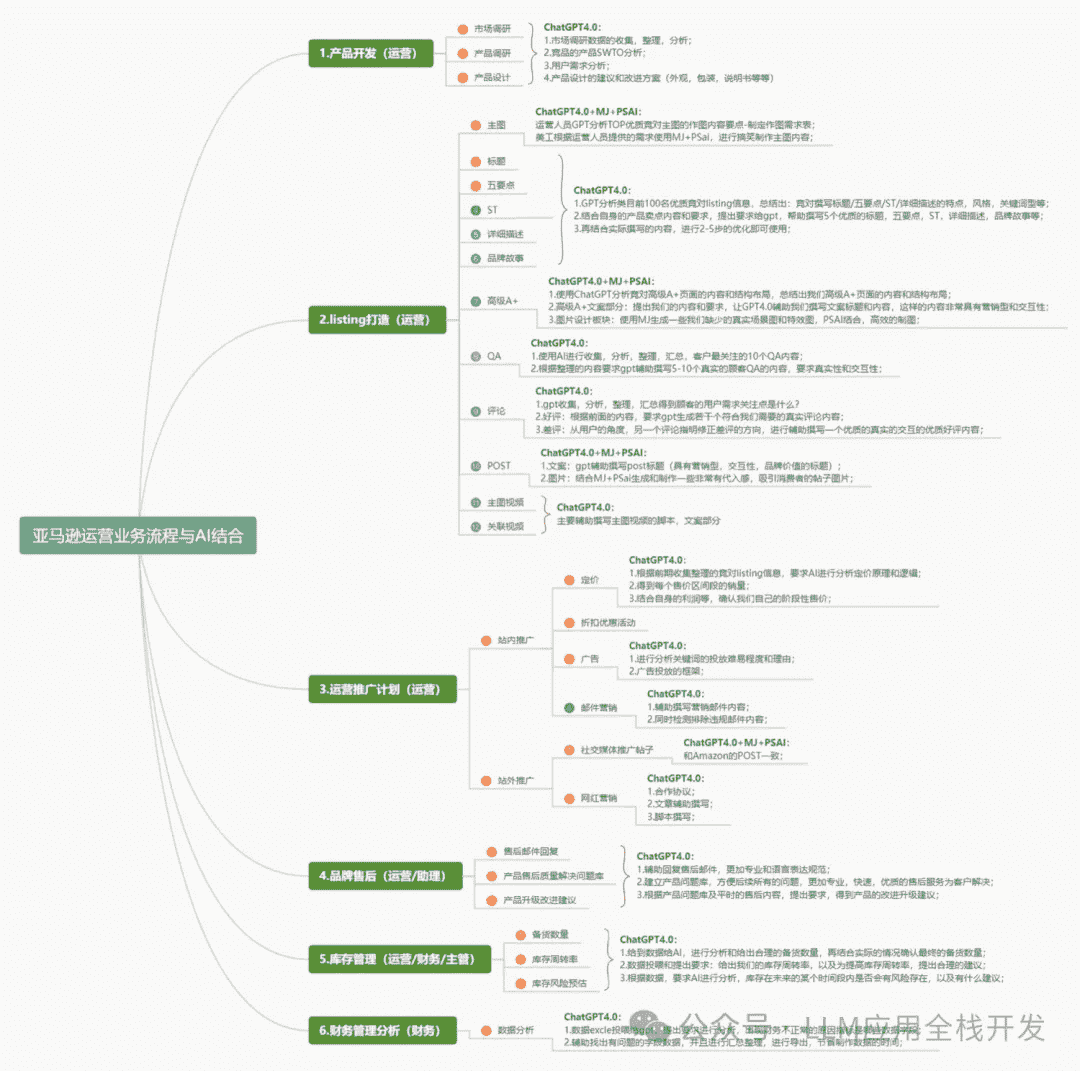 亚马逊运营业务流程与AI结合
1.产品开发（运营）
市场调研
产品调研
产品设计
ChatGPT4.0：
1.市场调研数据的收集，整理，分析；
2.竞品的产品SWTO分析；
3.用户需求分析；
4.产品设计的建议和改进方案（外观，包装，说明书等等）
2.listing打造（运营）
主图
ChatGPT4.0+MJ+PSAI：
运营人员GPT分析TOP优质竞对主图的作图内容要点-制定作图需求表；
美工根据运营人员提供的需求使用MJ+PSai，进行搞笑制作主图内容；
标题
五要点
ST
详细描述
品牌故事
ChatGPT4.0：
1.GPT分析类目前100名优质竞对listing信息，总结出：竞对撰写标题/五要点/ST/详细描述的特点，风格，关键词型等；
2.结合自身的产品卖点内容和要求，提出要求给gpt，帮助撰写5个优质的标题，五要点，ST，详细描述，品牌故事等；
3.再结合实际撰写的内容，进行2-5步的优化即可使用；
高级A+
ChatGPT4.0+MJ+PSAI：
1.使用ChatGPT分析竞对高级A+页面的内容和结构布局，总结出我们高级A+页面的内容和结构布局；
2.高级A+文案部分：提出我们的内容和要求，让GPT4.0辅助我们撰写文案标题和内容，这样的内容非常具有营销型和交互性；
3.图片设计板块：使用MJ生成一些我们缺少的真实场景图和特效图，PSAI结合，高效的制图；
QA
ChatGPT4.0：
1.使用AI进行收集，分析，整理，汇总，客户最关注的10个QA内容；
2.根据整理的内容要求gpt辅助撰写5-10个真实的顾客QA的内容，要求真实性和交互性；
评论
ChatGPT4.0：
1.gpt收集，分析，整理，汇总得到顾客的用户需求关注点是什么？
2.好评：根据前面的内容，要求gpt生成若干个符合我们需要的真实评论内容；
3.差评：从用户的角度，另一个评论指明修正差评的方向，进行辅助撰写一个优质的真实的交互的优质好评内容；
POST
ChatGPT4.0+MJ+PSAI：
1.文案：gpt辅助撰写post标题（具有营销型，交互性，品牌价值的标题）；
2.图片：结合MJ+PSai生成和制作一些非常有代入感，吸引消费者的帖子图片；
主图视频
关联视频
ChatGPT4.0：
主要辅助撰写主图视频的脚本，文案部分
3.运营推广计划（运营）
站内推广
定价
ChatGPT4.0：
1.根据前期收集整理的竞对listing信息，要求AI进行分析定价原理和逻辑；
2.得到每个售价区间段的销量；
3.结合自身的利润等，确认我们自己的阶段性售价；
折扣优惠活动
广告
ChatGPT4.0：
1.进行分析关键词的投放难易程度和理由；
2.广告投放的框架；
邮件营销
ChatGPT4.0：
1.辅助撰写营销邮件内容；
2.同时检测排除违规邮件内容；
站外推广
社交媒体推广帖子
ChatGPT4.0+MJ+PSAI：
和Amazon的POST一致；
网红营销
ChatGPT4.0：
1.合作协议；
2.文章辅助撰写；
3.脚本撰写；
4.品牌售后（运营/助理）
售后邮件回复
产品售后质量解决问题库
产品升级改进建议
ChatGPT4.0：
1.辅助回复售后邮件，更加专业和语言表达规范；
2.建立产品问题库，方便后续所有的问题，更加专业，快速，优质的售后服务为客户解决；
3.根据产品问题库及平时的售后内容，提出要求，得到产品的改进升级建议；
5.库存管理（运营/财务/主管）
备货数量
库存周转率
库存风险预估
ChatGPT4.0：
1.给到数据给AI，进行分析和给出合理的备货数量，再结合实际的情况确认最终的备货数量；
2.数据投喂和提出要求：给出我们的库存周转率，以及为提高库存周转率，提出合理的建议；
3.根据数据，要求AI进行分析，库存在未来的某个时间段内是否会有风险存在，以及有什么建议；
6.财务管理分析（财务）
数据分析
ChatGPT4.0：
1.数据excle投喂给gpt，提出要求进行分析，出现财务不正常的原因
2.辅助找出有问题的字段数据，并且进行汇总整理，进行导出，节省制作数据的时间；
公众号 · LLM应用全栈开发